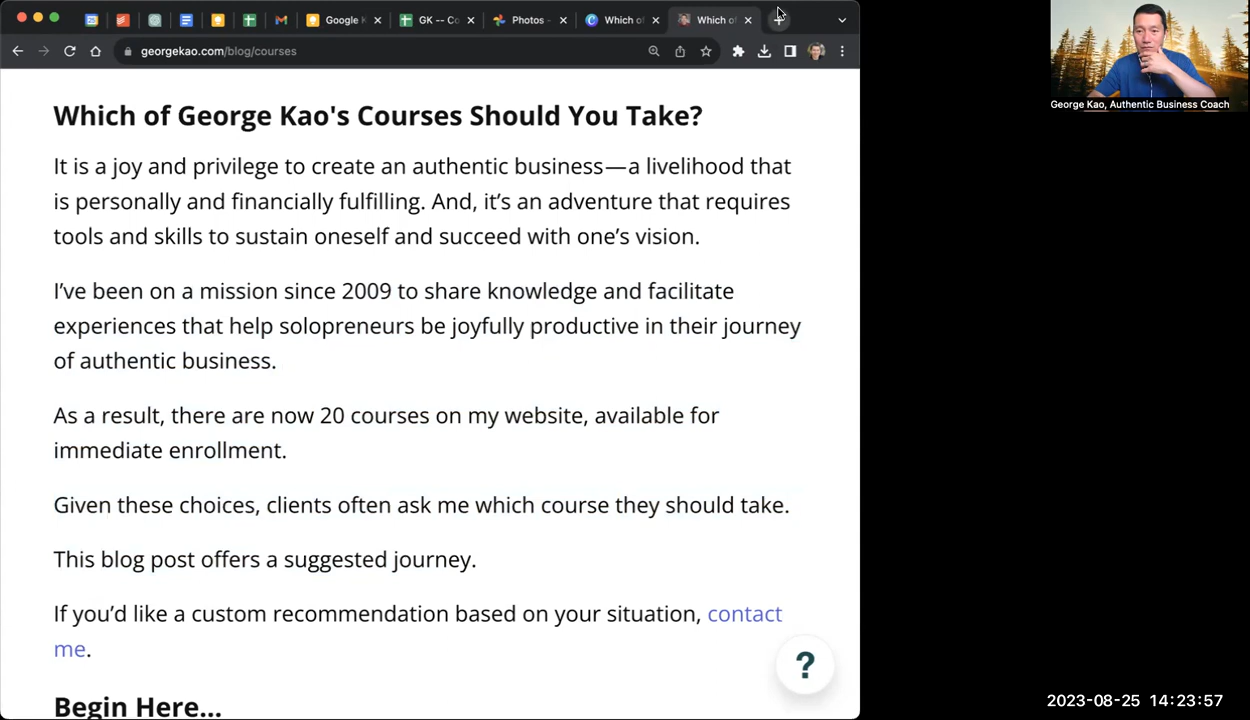 Google K
GK -- Co
Photos -
Which of
Which of
georgekao.com/blog/courses
George Kao, Authentic Business Coach
Which of George Kao's Courses Should You Take?
It is a joy and privilege to create an authentic business—a livelihood that
is personally and financially fulfilling. And, it’s an adventure that requires
tools and skills to sustain oneself and succeed with one’s vision.
I’ve been on a mission since 2009 to share knowledge and facilitate
experiences that help solopreneurs be joyfully productive in their journey
of authentic business.
As a result, there are now 20 courses on my website, available for
immediate enrollment.
Given these choices, clients often ask me which course they should take.
This blog post offers a suggested journey.
If you’d like a custom recommendation based on your situation, contact
me.
?
Begin Here...
2023-08-25 14:23:57